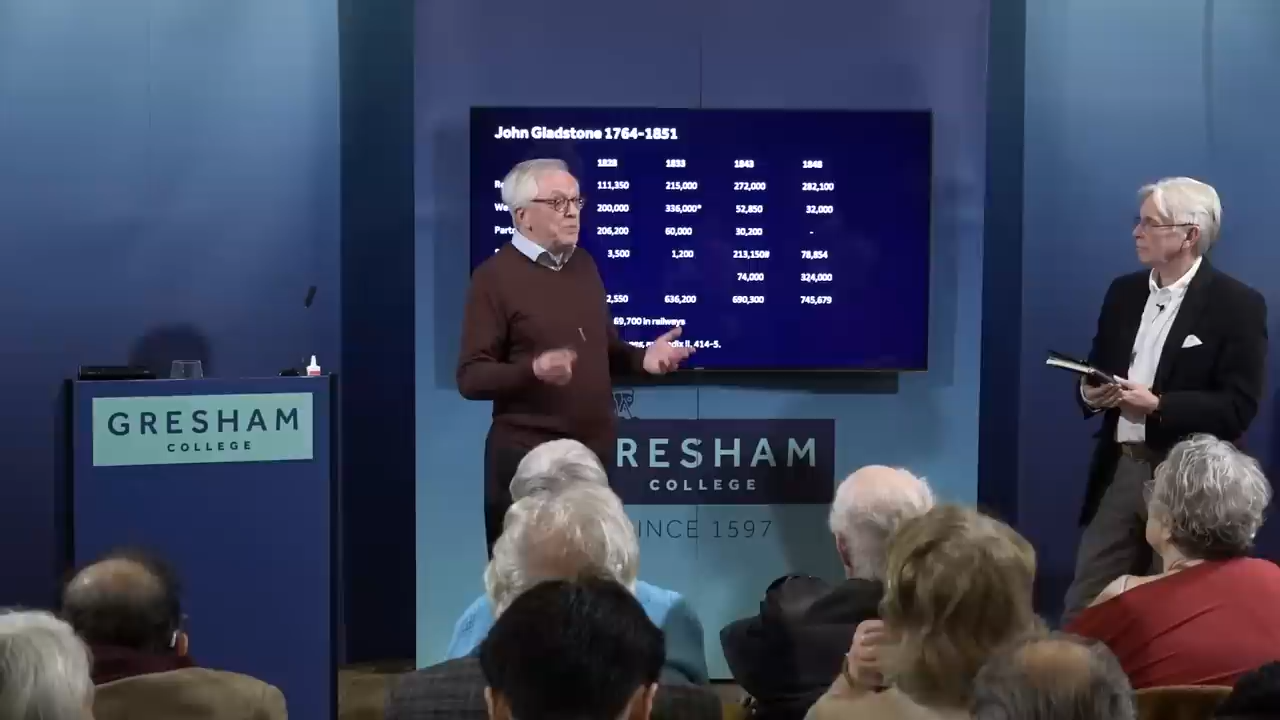 John Gladstone 1764-1851
1828 1833 1843 1848
111,350 215,000 272,000 282,100
200,000 336,000* 52,850 32,000
206,200 60,000 30,200 -
3,500 1,200 213,150# 78,854
74,000 324,000
2,550 636,200 690,300 745,679
69,700 in railways
II, 414-5.
GRESHAM
COLLEGE
RESHAM
COLLEGE
INCE 1597